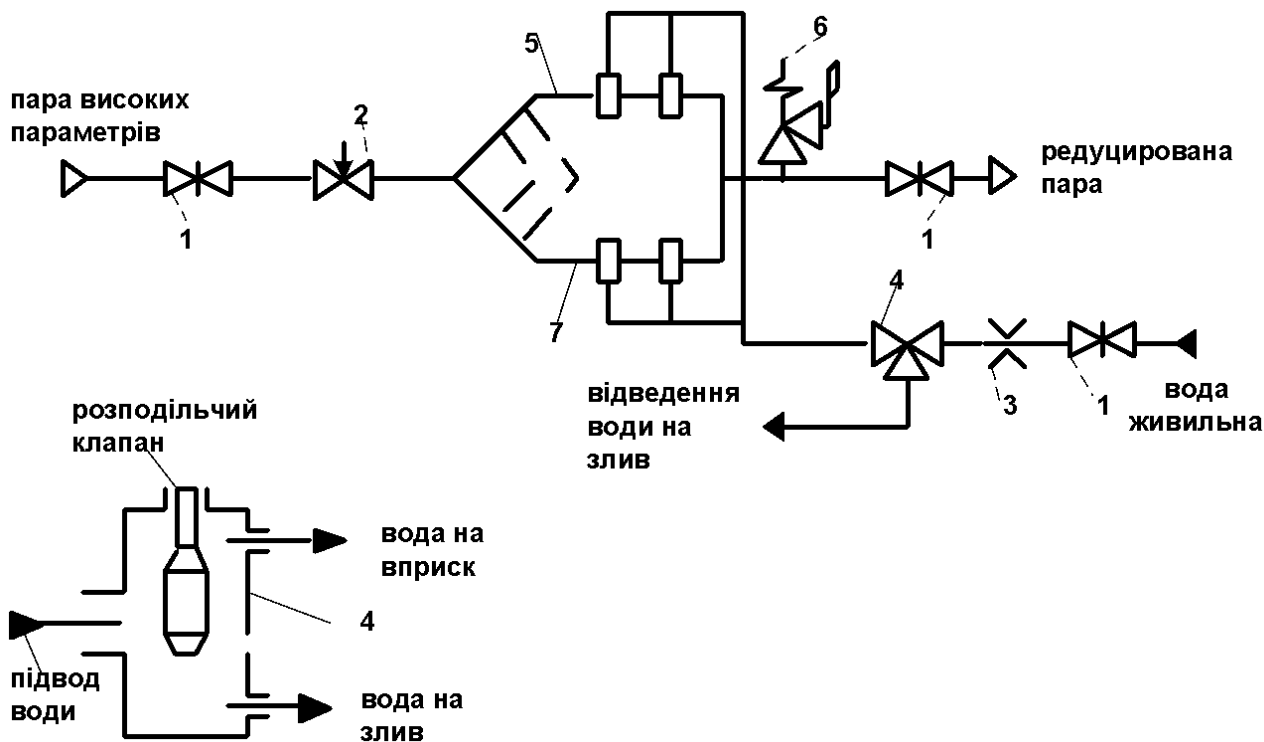 6
5
пара високих
параметрів
2
редуцирована
пара
1
1
4
7
відведення
води на
злив
3
1
вода
живильна
розподільчий
клапан
вода на
вприск
4
підвод
води
вода на
злив